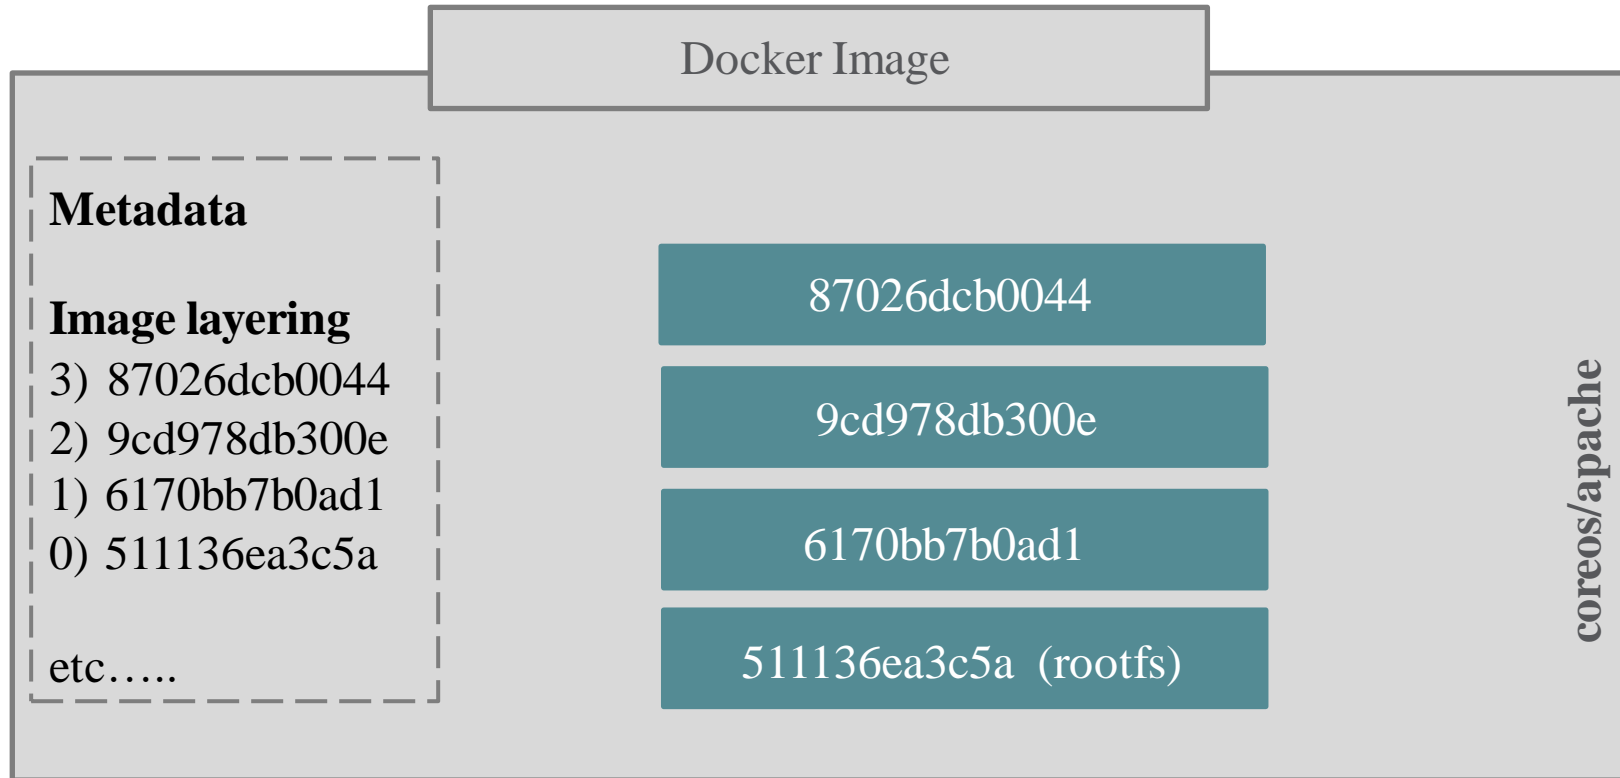 Docker Image
Metadata
Image layering
3) 87026dcb0044
2) 9cd978db300e
1) 6170bb7b0ad1
0) 511136ea3c5a
etc…..
87026dcb0044
9cd978db300e
6170bb7b0ad1
511136ea3c5a (rootfs)
coreos/apache